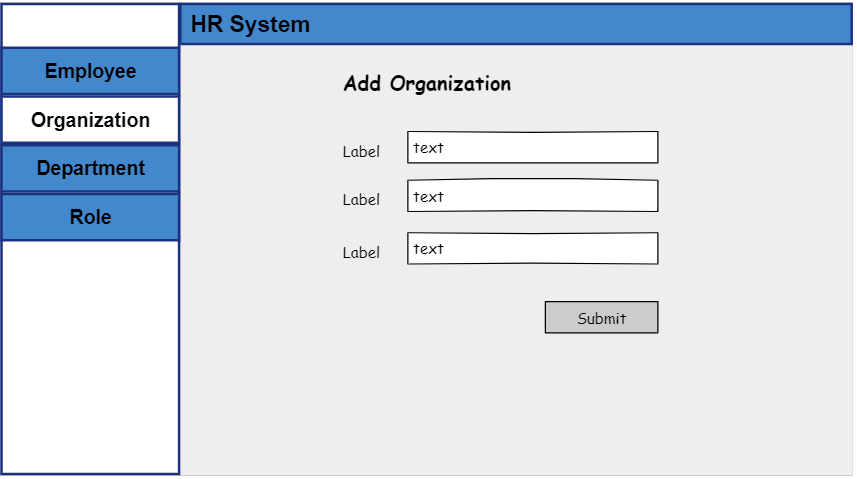 HR System
Employee
Organization
Department
Role
Add Organization
Label text
Label text
Label text
Submit